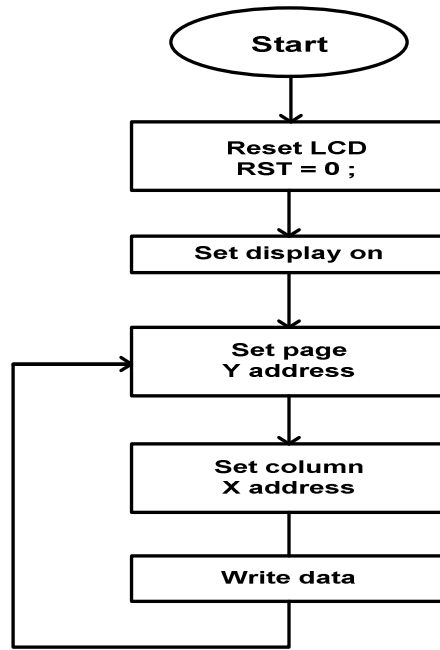 Start
Reset LCD
RST = 0 ;
Set display on
Set page
Y address
Set column
X address
Write data